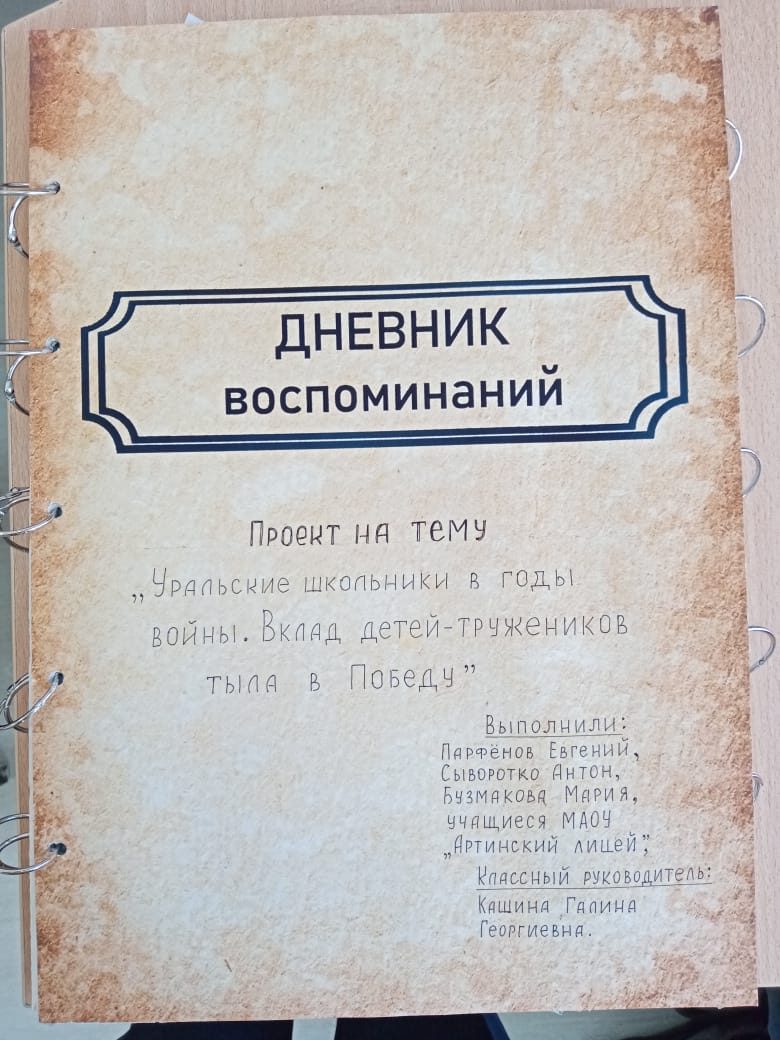 ДНЕВНИК
воспоминаний
Проект на тему
„Уральские школьники в годы
войны. Вклад детей-тружеников
тыла в Победу”
Выполнили:
Парфёнов Евгений,
Сыворотко Антон,
Бузмакова Мария,
учащиеся МАОУ
„Артинский лицей”,
Классный руководитель:
Кашина Галина
Георгиевна.